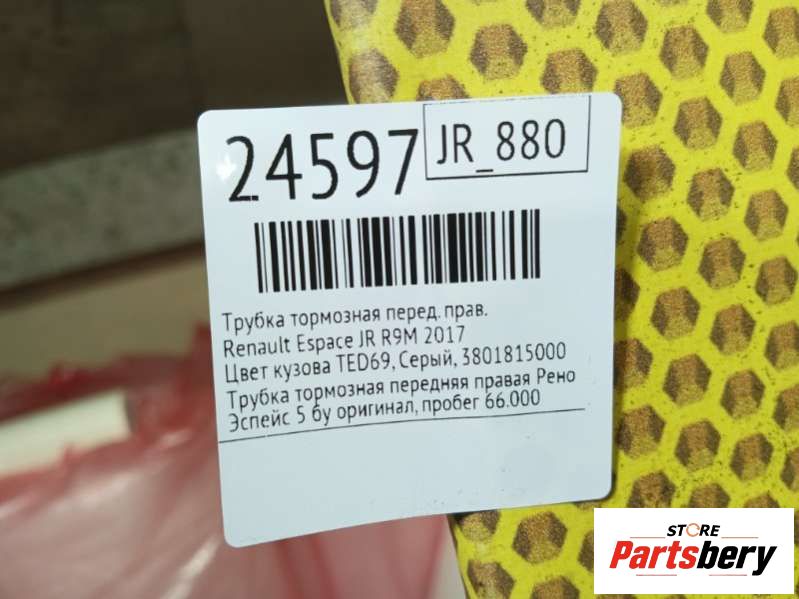 24597
JR_880
Трубка тормозная перед. прав.
Renault Espace JR R9M 2017
Цвет кузова TED69, Серый, 3801815000
Трубка тормозная передняя правая Рено
Эспейс 5 бу оригинал, пробег 66.000
STORE
Partsbery